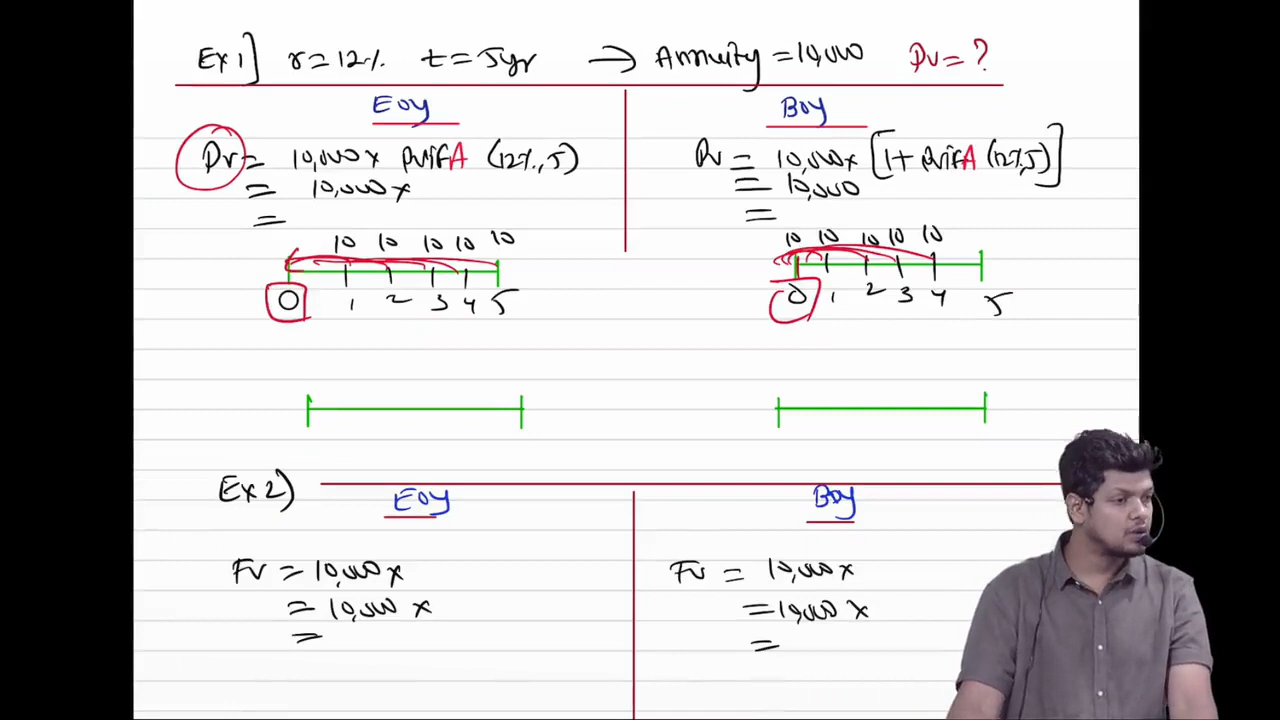 Ex 1] r = 12% t = 5yr → Annuity = 10,000 PV = ?
EOY
PV = 10,000 x PVIFA (12%, 5)
= 10,000 x
=
10 10 10 10 10
0 1 2 3 4 5
BOY
PV = 10,000 x [1 + PVIFA (12%, 5)]
= 10,000
=
10 10 10 10 10
0 1 2 3 4 5
Ex 2)
EOY
FV = 10,000 x
= 10,000 x
=
BOY
FV = 10,000 x
= 10,000 x
=